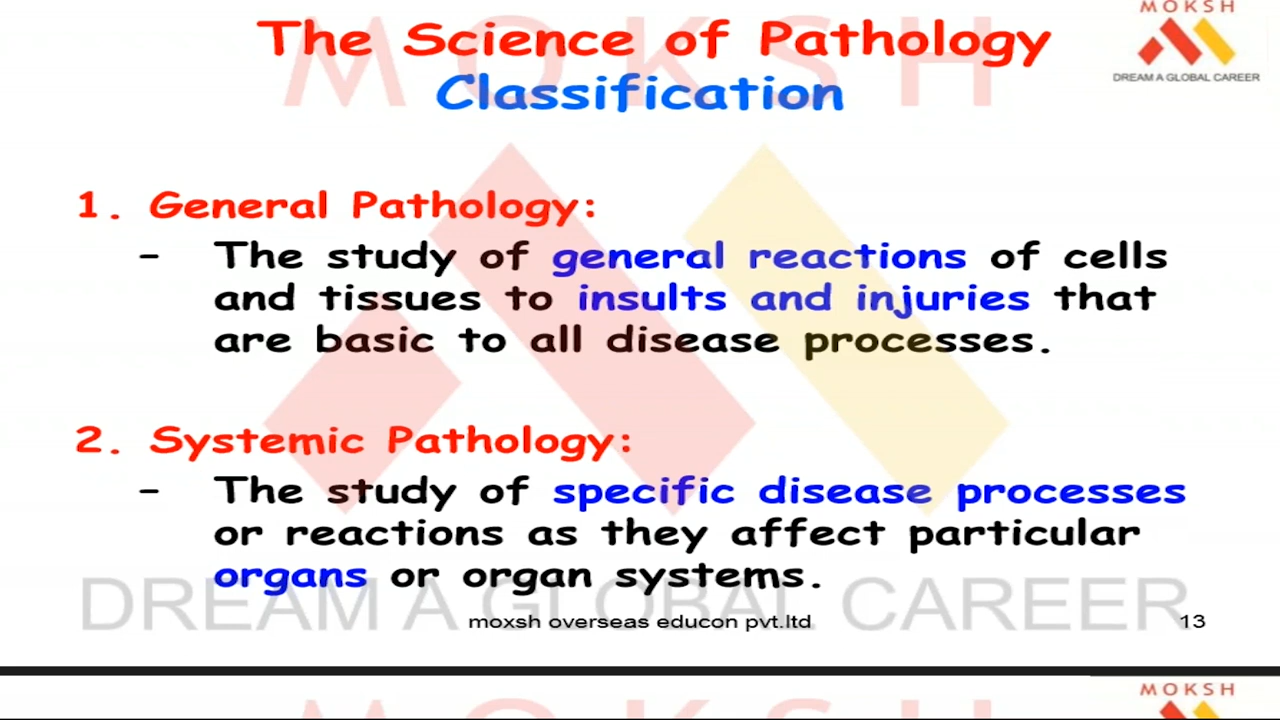 MOKSH
The Science of Pathology
Classification
MOKSH
DREAM A GLOBAL CAREER
1. General Pathology:
– The study of general reactions of cells
and tissues to insults and injuries that
are basic to all disease processes.
2. Systemic Pathology:
– The study of specific disease processes
or reactions as they affect particular
organs or organ systems.
DREAM A GLOBAL CAREER
moxsh overseas educon pvt.ltd
13
MOKSH